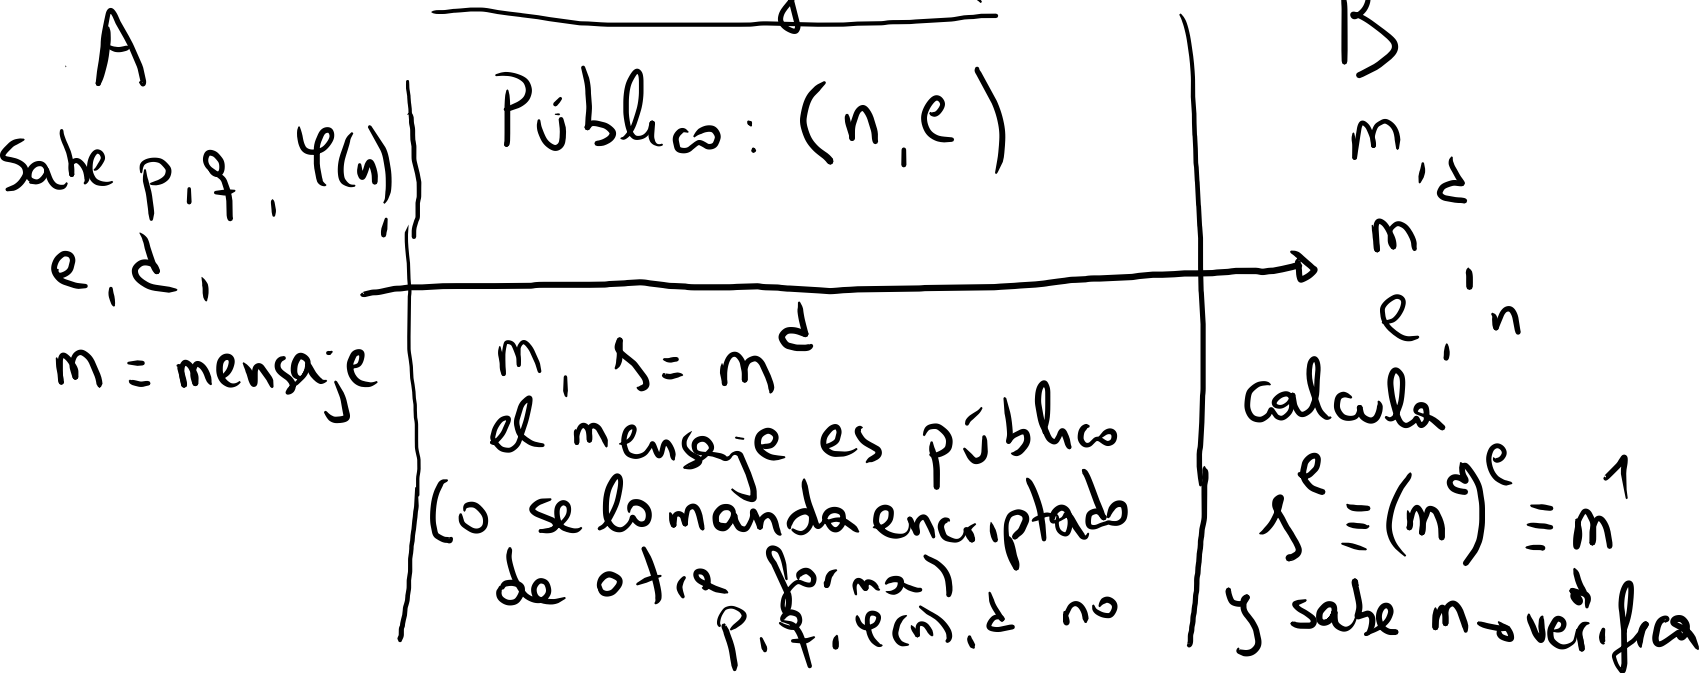 A
Sabe p, q, φ(n),
e, d,
m = mensaje
Público: (n, e)
m, s = m^d
el mensaje es público
(o se lo manda encriptado
de otra forma)
p, q, φ(n), d no
B
m, d
m
e, n
calcula
s^e ≡ (m^d)^e ≡ m^1
y sabe m → verifica